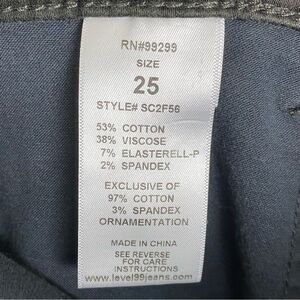 RN#99299
SIZE
25
STYLE# SC2F56
53% COTTON
38% VISCOSE
7% ELASTERELL-P
2% SPANDEX
EXCLUSIVE OF
97% COTTON
3% SPANDEX
ORNAMENTATION
MADE IN CHINA
SEE REVERSE
FOR CARE
INSTRUCTIONS
www.level99jeans.com